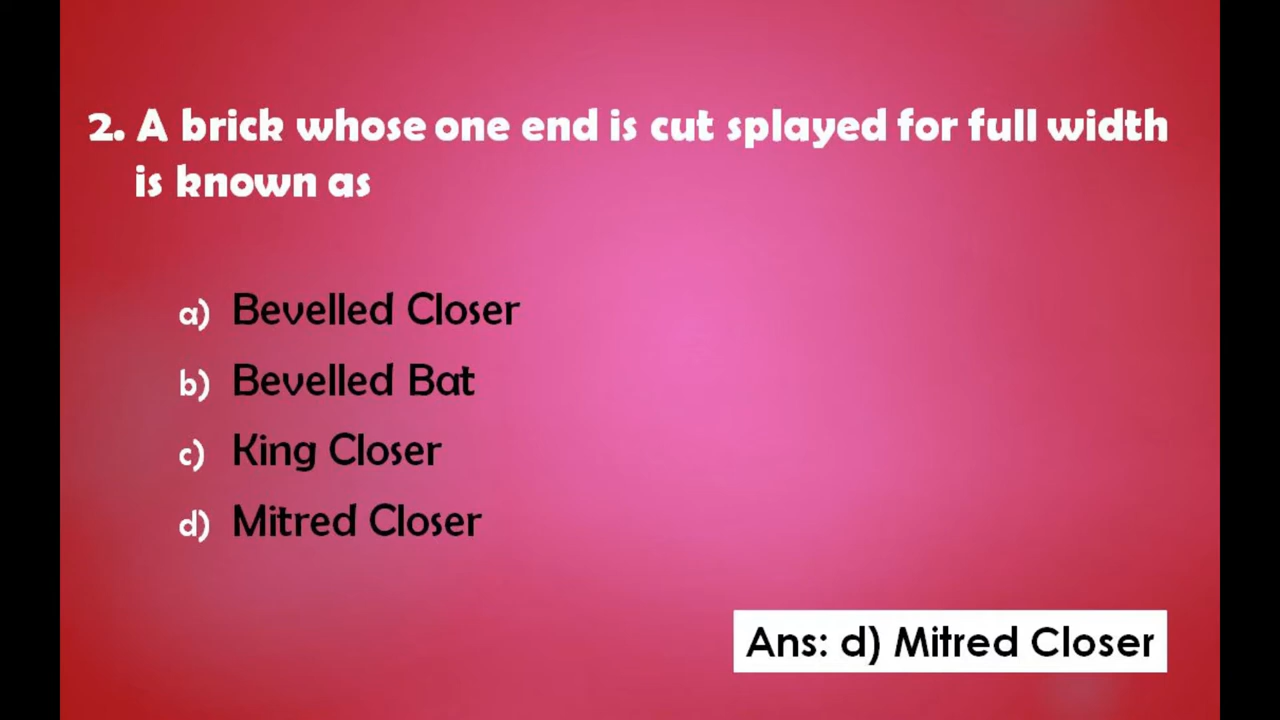 2. A brick whose one end is cut splayed for full width
is known as
a) Bevelled Closer
b) Bevelled Bat
c) King Closer
d) Mitred Closer
Ans: d) Mitred Closer